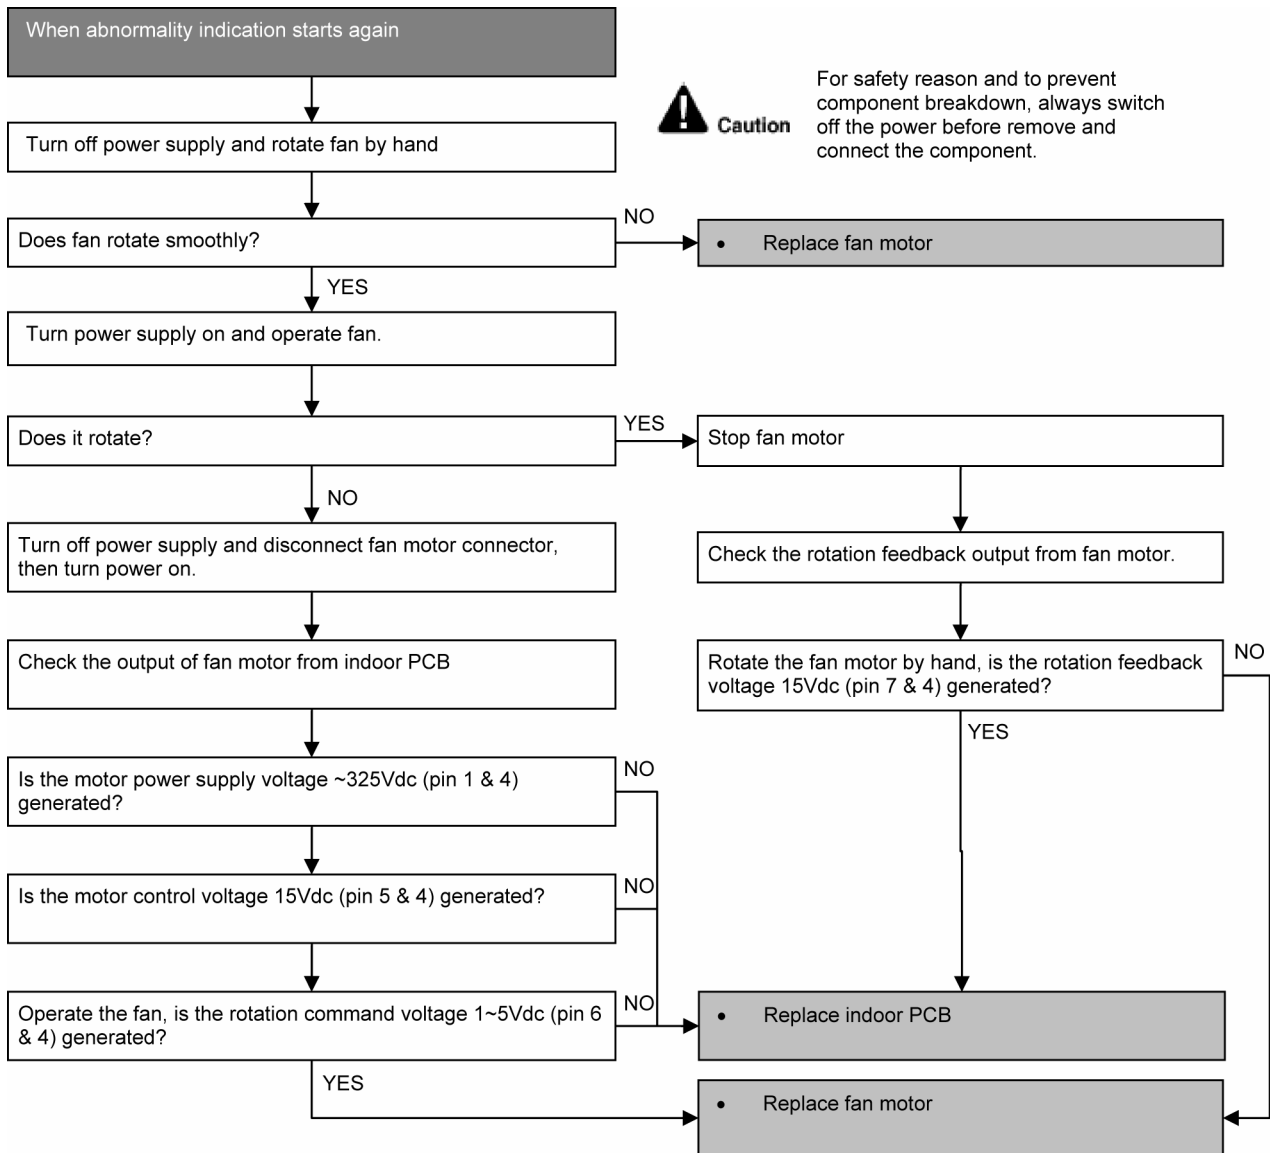 When abnormality indication starts again
For safety reason and to prevent
component breakdown, always switch
off the power before remove and
connect the component.
Caution
Turn off power supply and rotate fan by hand
Does fan rotate smoothly?
NO
• Replace fan motor
YES
Turn power supply on and operate fan.
Does it rotate?
YES
Stop fan motor
NO
Turn off power supply and disconnect fan motor connector,
then turn power on.
Check the rotation feedback output from fan motor.
Check the output of fan motor from indoor PCB
Rotate the fan motor by hand, is the rotation feedback
voltage 15Vdc (pin 7 & 4) generated?
NO
YES
Is the motor power supply voltage ~325Vdc (pin 1 & 4)
generated?
NO
Is the motor control voltage 15Vdc (pin 5 & 4) generated?
NO
Operate the fan, is the rotation command voltage 1~5Vdc (pin 6
& 4) generated?
NO
• Replace indoor PCB
YES
• Replace fan motor